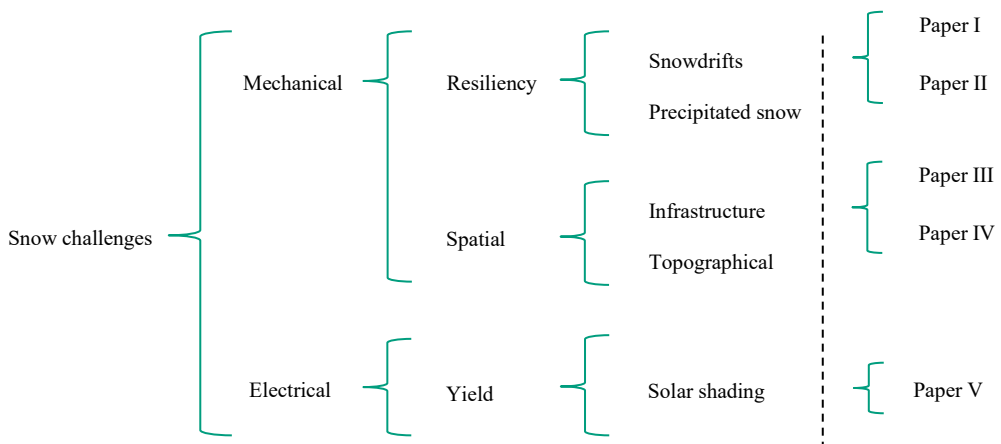 Paper I
Snowdrifts
Mechanical
Resiliency
Paper II
Precipitated snow
Paper III
Infrastructure
Snow challenges
Spatial
Paper IV
Topographical
Electrical
Yield
Solar shading
Paper V